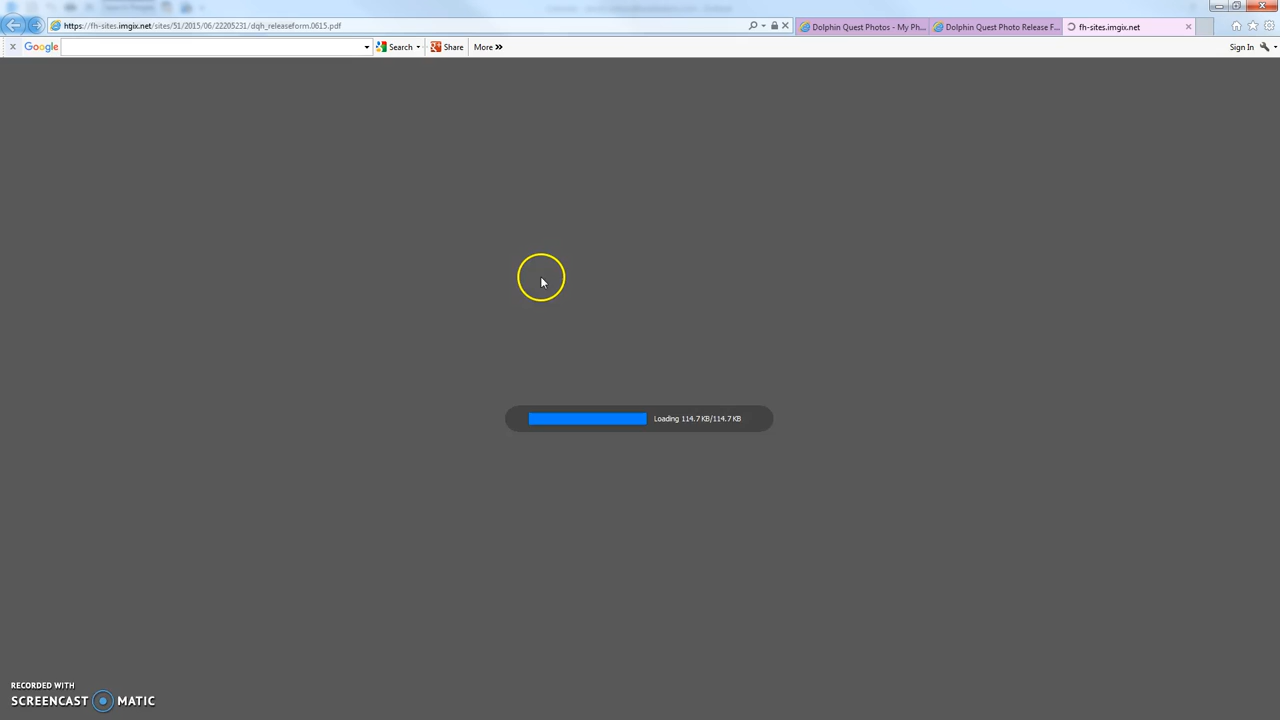 https://fh-sites.imgix.net/sites/51/2015/06/22205231/dqh_releaseform.0615.pdf
Dolphin Quest Photos - My Ph...
Dolphin Quest Photo Release F...
fh-sites.imgix.net
Google
Search
Share
More »
Sign In
Loading 114.7 KB/114.7 KB
RECORDED WITH
SCREENCAST MATIC